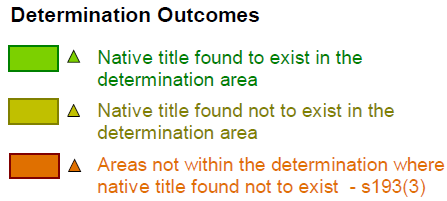 Determination Outcomes
Native title found to exist in the
determination area
Native title found not to exist in the
determination area
Areas not within the determination where
native title found not to exist - s193(3)